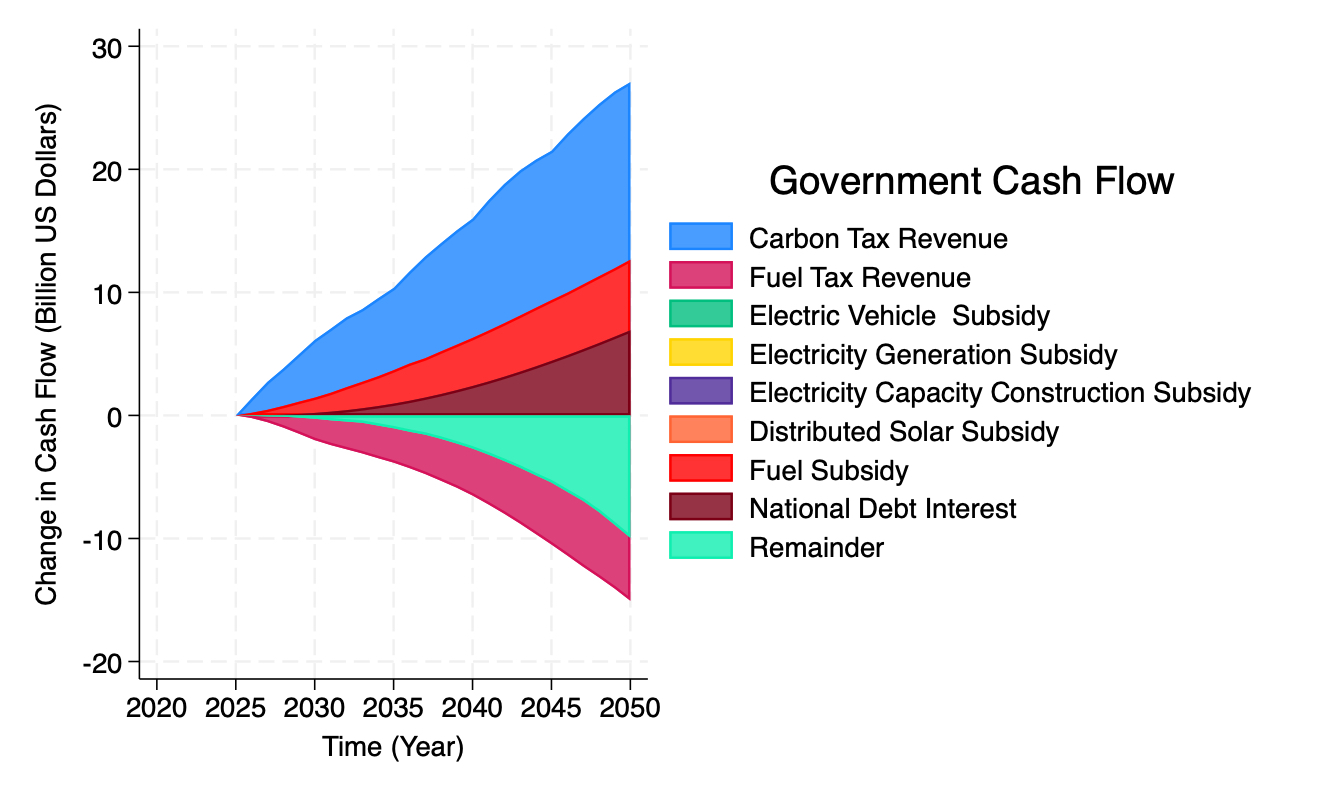 30
20
10
0
-10
-20
Change in Cash Flow (Billion US Dollars)
2020 2025 2030 2035 2040 2045 2050
Time (Year)
Government Cash Flow
Carbon Tax Revenue
Fuel Tax Revenue
Electric Vehicle  Subsidy
Electricity Generation Subsidy
Electricity Capacity Construction Subsidy
Distributed Solar Subsidy
Fuel Subsidy
National Debt Interest
Remainder